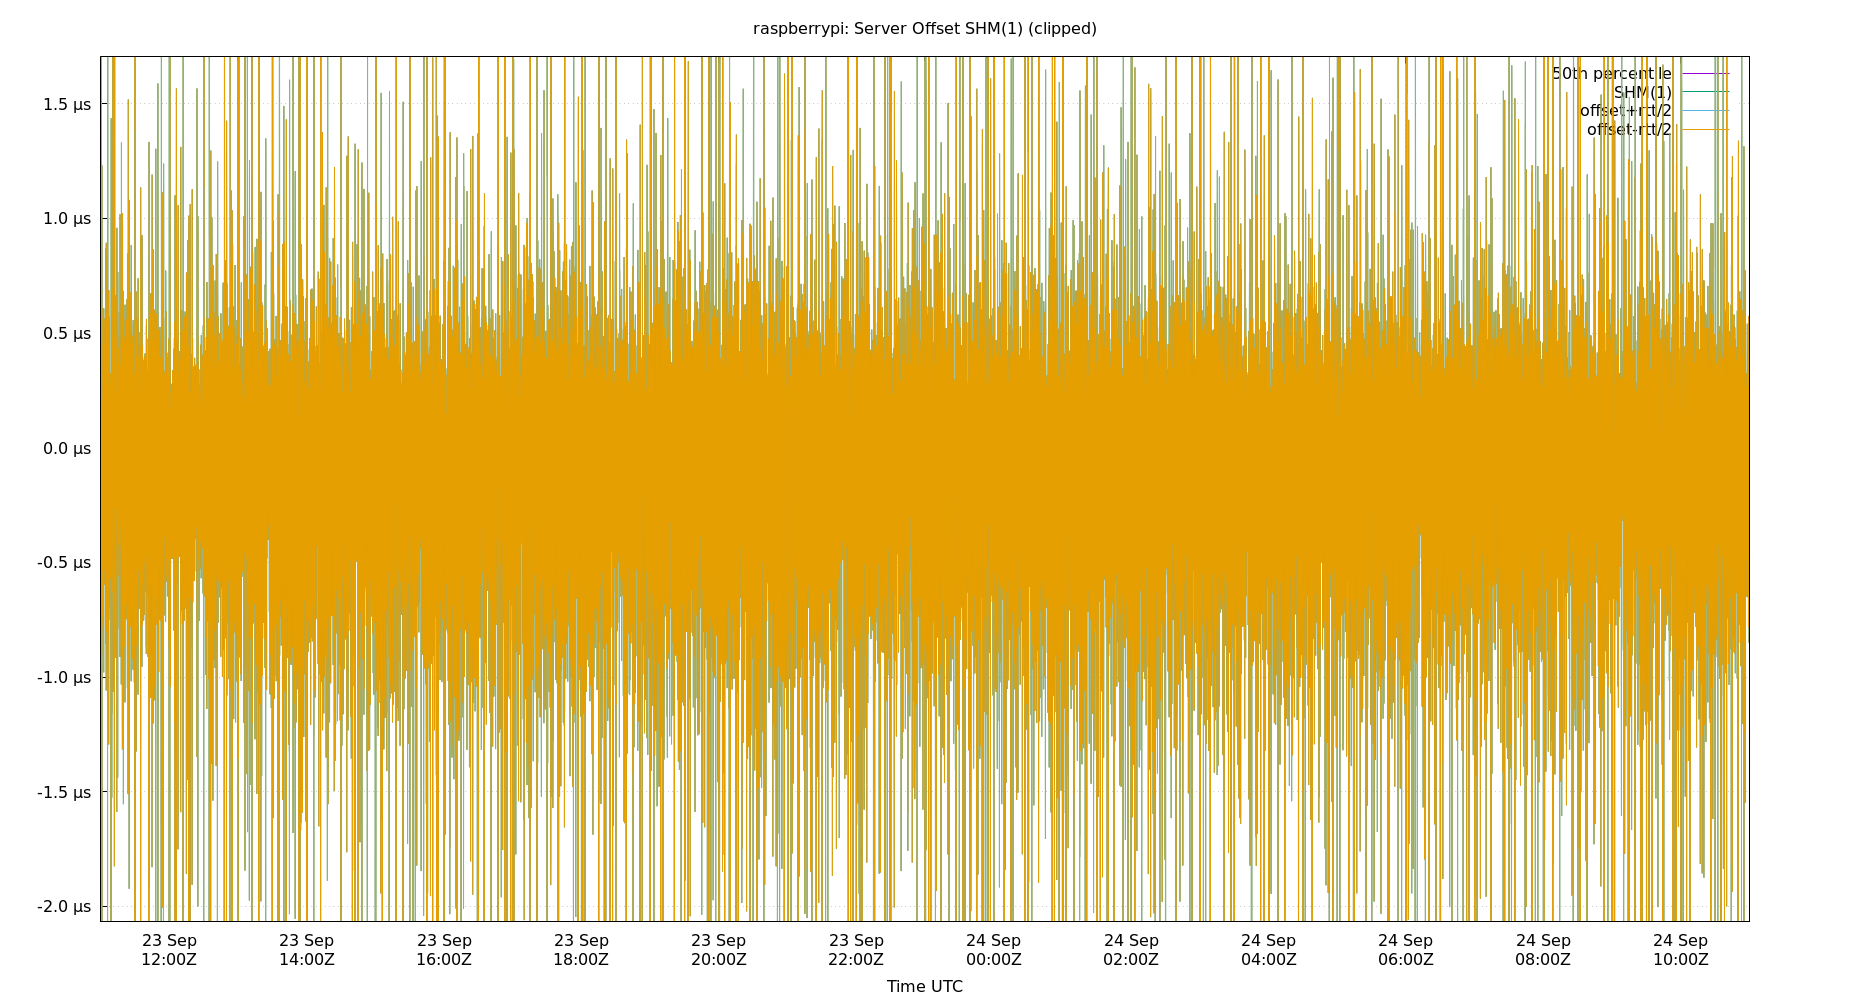 raspberrypi: Server Offset SHM(1) (clipped)
50th percentile
SHM(1)
offset+rtt/2
offset-rtt/2
1.5 µs
1.0 µs
0.5 µs
0.0 µs
-0.5 µs
-1.0 µs
-1.5 µs
-2.0 µs
23 Sep 23 Sep 23 Sep 23 Sep 23 Sep 23 Sep 24 Sep 24 Sep 24 Sep 24 Sep 24 Sep 24 Sep
12:00Z 14:00Z 16:00Z 18:00Z 20:00Z 22:00Z 00:00Z 02:00Z 04:00Z 06:00Z 08:00Z 10:00Z
Time UTC